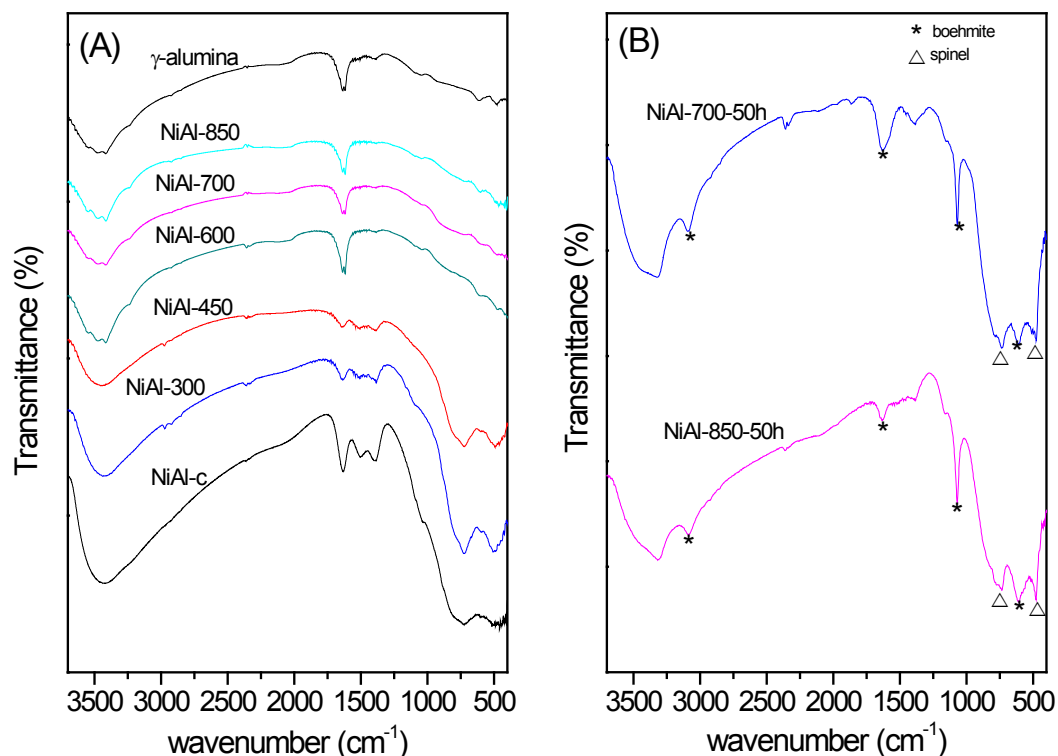 (A)
γ-alumina
NiAl-850
NiAl-700
NiAl-600
NiAl-450
NiAl-300
NiAl-c
Transmittance (%)
3500 3000 2500 2000 1500 1000 500
wavenumber (cm⁻¹)
(B)
* boehmite
△ spinel
NiAl-700-50h
NiAl-850-50h
Transmittance (%)
3500 3000 2500 2000 1500 1000 500
wavenumber (cm⁻¹)